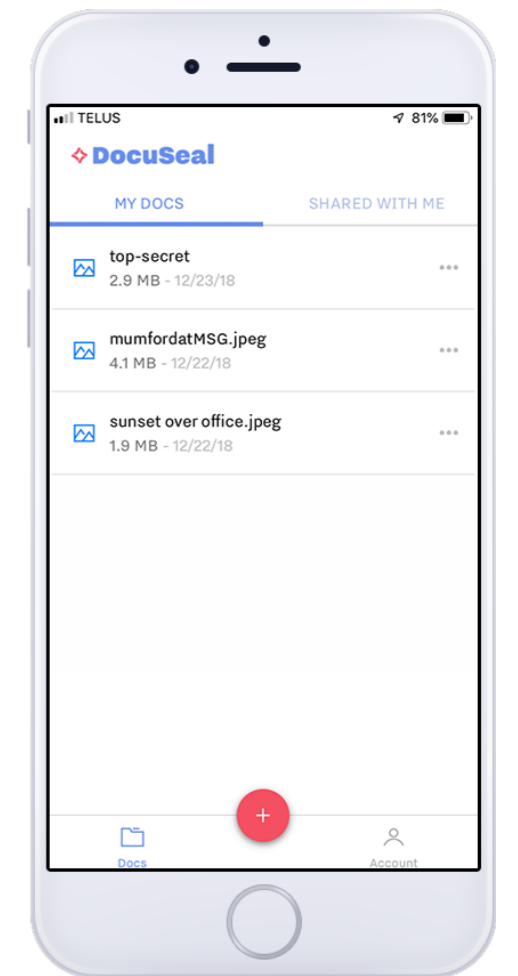 TELUS
81%
DocuSeal
MY DOCS SHARED WITH ME
top-secret
2.9 MB - 12/23/18
mumfordatMSG.jpeg
4.1 MB - 12/22/18
sunset over office.jpeg
1.9 MB - 12/22/18
+
Docs Account